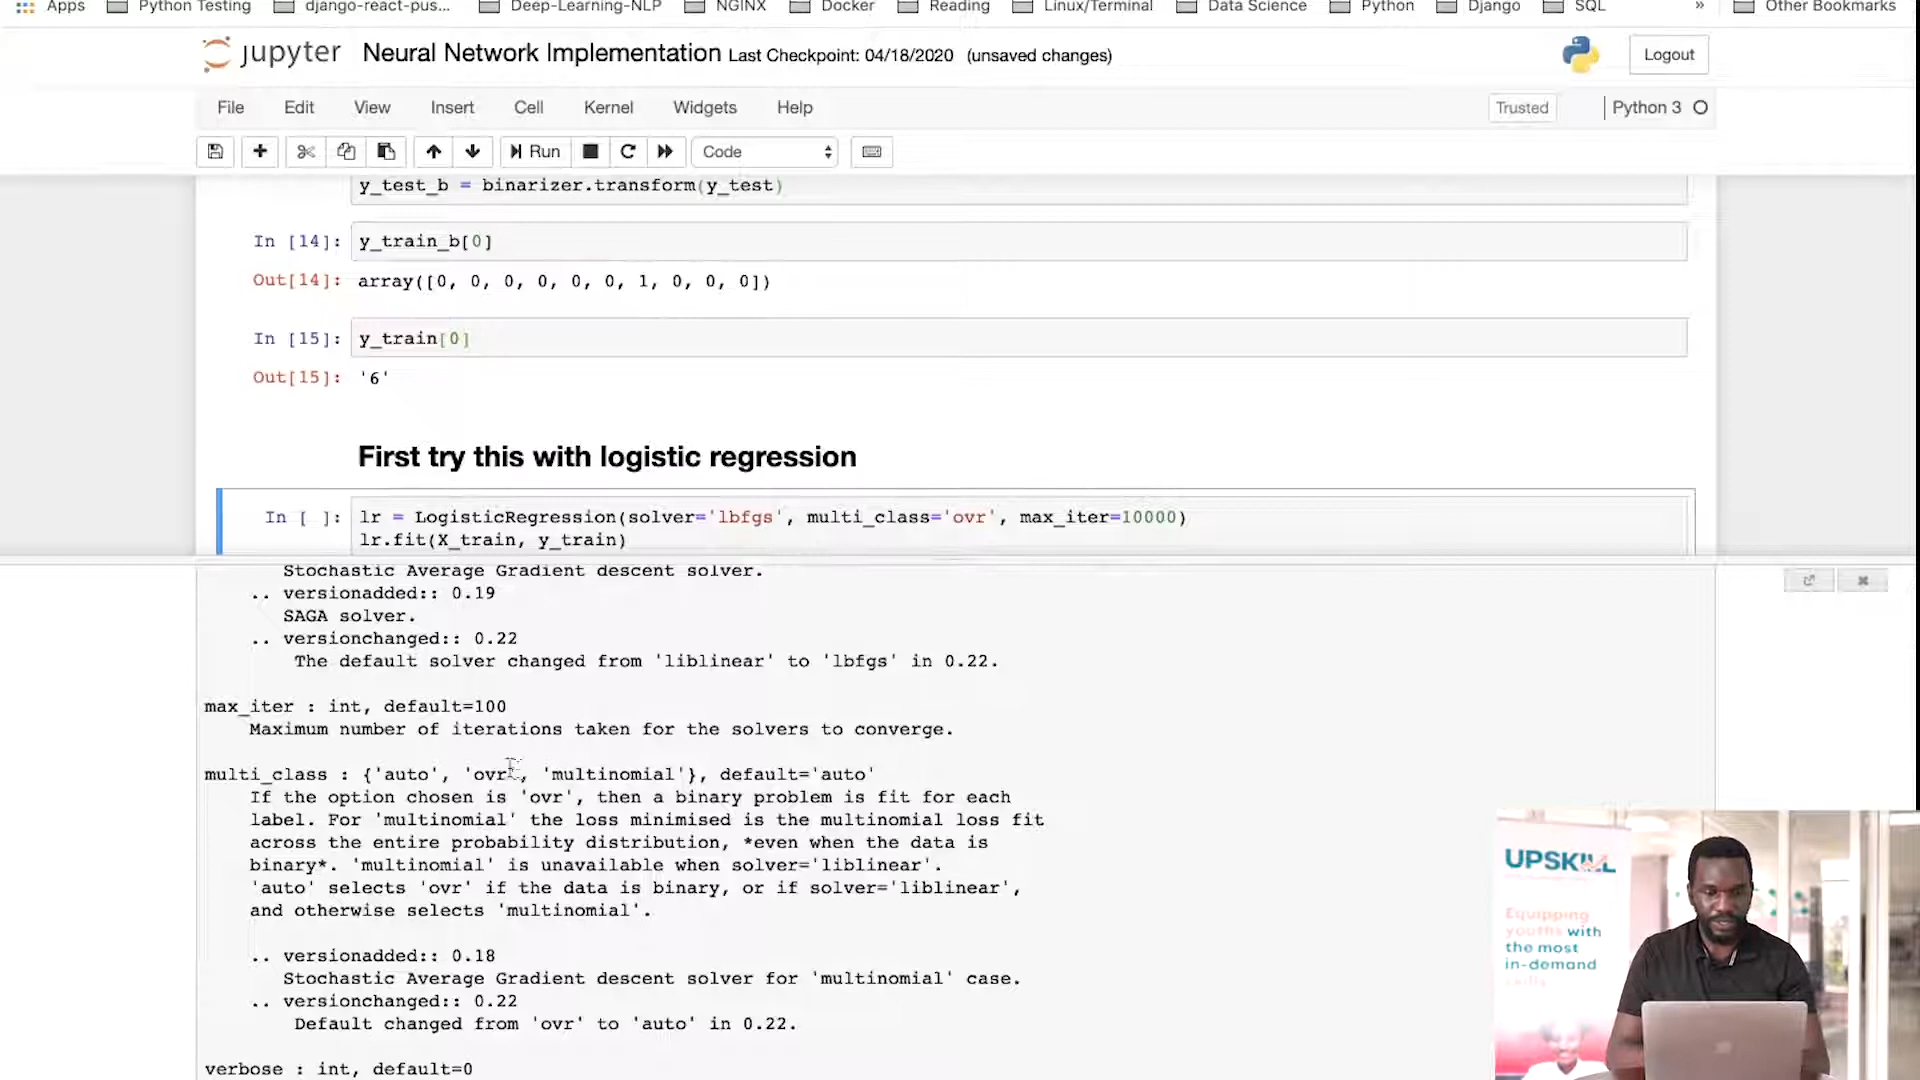 Apps Python Testing django-react-pus... Deep-Learning-NLP NGINX Docker Reading Linux/Terminal Data Science Python Django SQL » Other Bookmarks
jupyter Neural Network Implementation Last Checkpoint: 04/18/2020 (unsaved changes) Logout
File Edit View Insert Cell Kernel Widgets Help Trusted Python 3
Run Code
y_test_b = binarizer.transform(y_test)
In [14]: y_train_b[0]
Out[14]: array([0, 0, 0, 0, 0, 0, 1, 0, 0, 0])
In [15]: y_train[0]
Out[15]: '6'
First try this with logistic regression
In [ ]: lr = LogisticRegression(solver='lbfgs', multi_class='ovr', max_iter=10000)
lr.fit(X_train, y_train)
Stochastic Average Gradient descent solver.
.. versionadded:: 0.19
SAGA solver.
.. versionchanged:: 0.22
The default solver changed from 'liblinear' to 'lbfgs' in 0.22.
max_iter : int, default=100
Maximum number of iterations taken for the solvers to converge.
multi_class : {'auto', 'ovr', 'multinomial'}, default='auto'
If the option chosen is 'ovr', then a binary problem is fit for each
label. For 'multinomial' the loss minimised is the multinomial loss fit
across the entire probability distribution, *even when the data is
binary*. 'multinomial' is unavailable when solver='liblinear'.
'auto' selects 'ovr' if the data is binary, or if solver='liblinear',
and otherwise selects 'multinomial'.
.. versionadded:: 0.18
Stochastic Average Gradient descent solver for 'multinomial' case.
.. versionchanged:: 0.22
Default changed from 'ovr' to 'auto' in 0.22.
verbose : int, default=0
UPSKILL
Equipping
youths with
the most
in-demand
skills